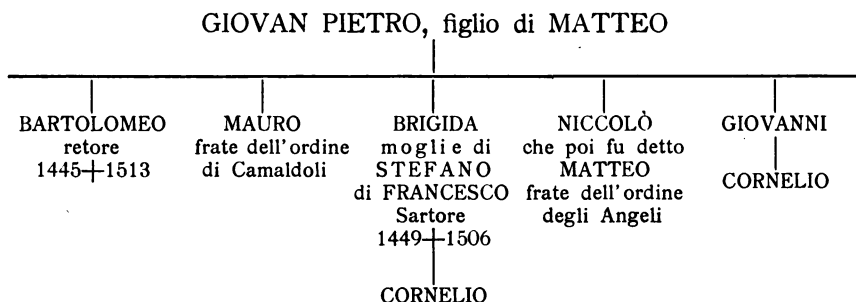 GIOVAN PIETRO, figlio di MATTEO
BARTOLOMEO
retore
1445+1513
MAURO
frate dell'ordine
di Camaldoli
BRIGIDA
moglie di
STEFANO
di FRANCESCO
Sartore
1449+1506
CORNELIO
NICCOLÒ
che poi fu detto
MATTEO
frate dell'ordine
degli Angeli
GIOVANNI
CORNELIO